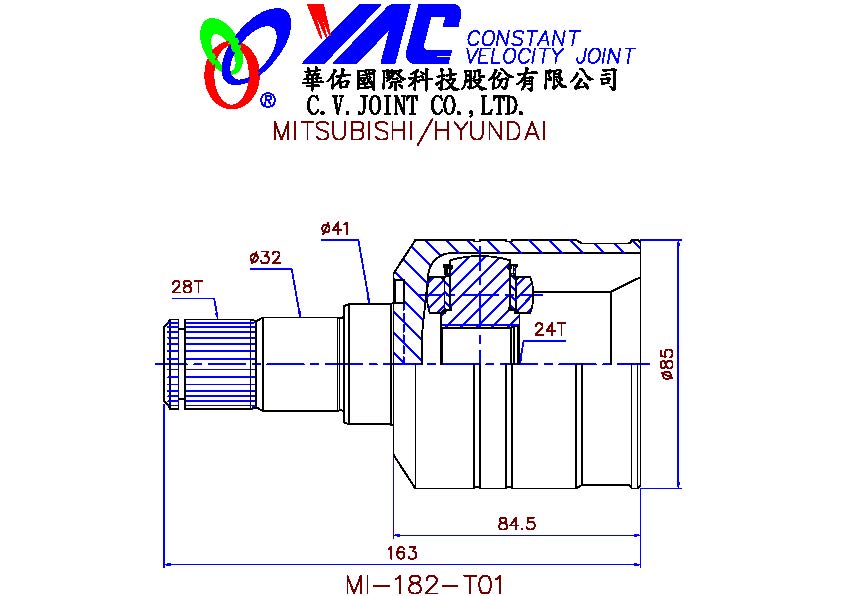 YAC CONSTANT
VELOCITY JOINT
®
華佑國際科技股份有限公司
C.V.JOINT CO.,LTD.
MITSUBISHI/HYUNDAI
ø41
ø32
28T
24T
ø85
84.5
163
MI-182-T01